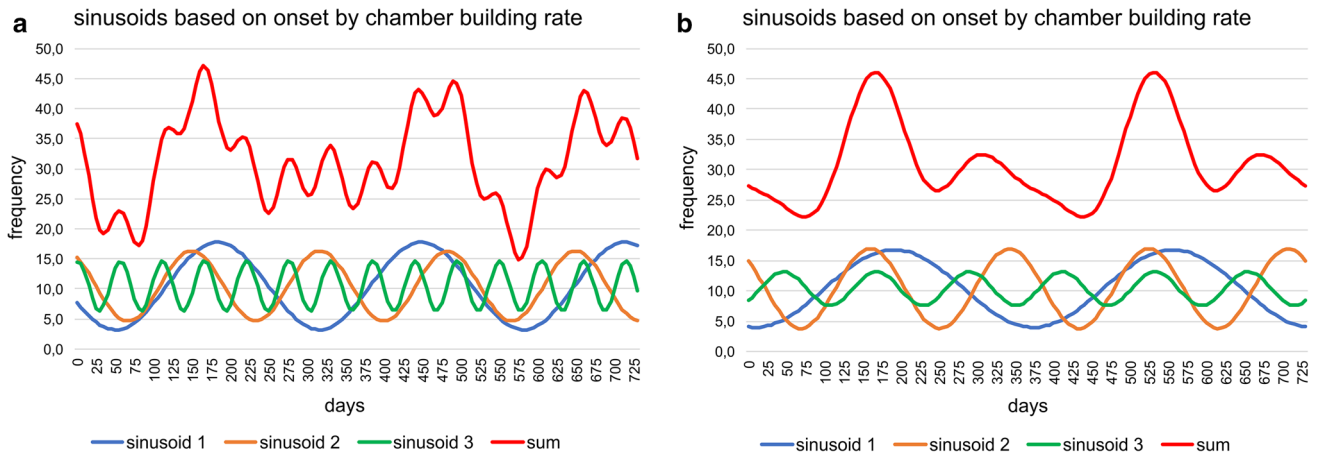 a
sinusoids based on onset by chamber building rate
50,0
45,0
40,0
35,0
30,0
25,0
20,0
15,0
10,0
5,0
0,0
frequency
0 25 50 75 100 125 150 175 200 225 250 275 300 325 350 375 400 425 450 475 500 525 550 575 600 625 650 675 700 725
days
sinusoid 1 sinusoid 2 sinusoid 3 sum
b
sinusoids based on onset by chamber building rate
50,0
45,0
40,0
35,0
30,0
25,0
20,0
15,0
10,0
5,0
0,0
frequency
0 25 50 75 100 125 150 175 200 225 250 275 300 325 350 375 400 425 450 475 500 525 550 575 600 625 650 675 700 725
days
sinusoid 1 sinusoid 2 sinusoid 3 sum